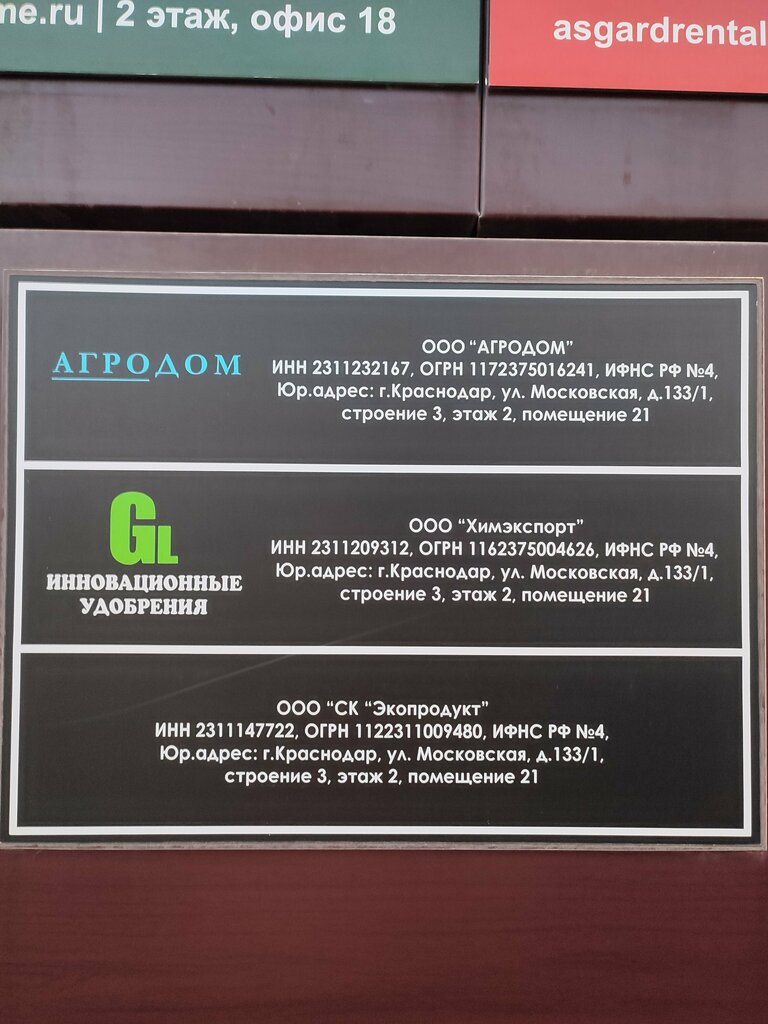 me.ru | 2 этаж, офис 18
asgardrental
АГРОДОМ
ООО “АГРОДОМ”
ИНН 2311232167, ОГРН 1172375016241, ИФНС РФ №4,
Юр.адрес: г.Краснодар, ул. Московская, д.133/1,
строение 3, этаж 2, помещение 21
GL
ИННОВАЦИОННЫЕ
УДОБРЕНИЯ
ООО “Химэкспорт”
ИНН 2311209312, ОГРН 1162375004626, ИФНС РФ №4,
Юр.адрес: г.Краснодар, ул. Московская, д.133/1,
строение 3, этаж 2, помещение 21
ООО “СК “Экопродукт”
ИНН 2311147722, ОГРН 1122311009480, ИФНС РФ №4,
Юр.адрес: г.Краснодар, ул. Московская, д.133/1,
строение 3, этаж 2, помещение 21